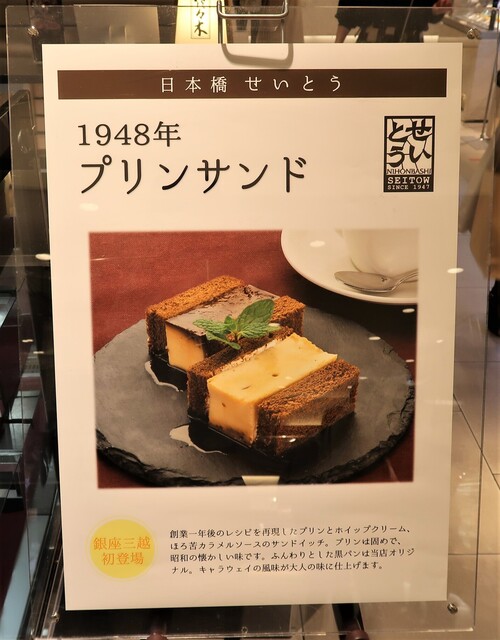 代々木
日本橋 せいとう
1948年
プリンサンド
せい
とう
NIHONBASHI
SEITOW
SINCE 1947
銀座三越
初登場
創業一年後のレシピを再現したプリンとホイップクリーム、
ほろ苦カラメルソースのサンドイッチ。プリンは固めで、
昭和の懐かしい味です。ふんわりとした黒パンは当店オリジ
ナル。キャラウェイの風味が大人の味に仕上げます。